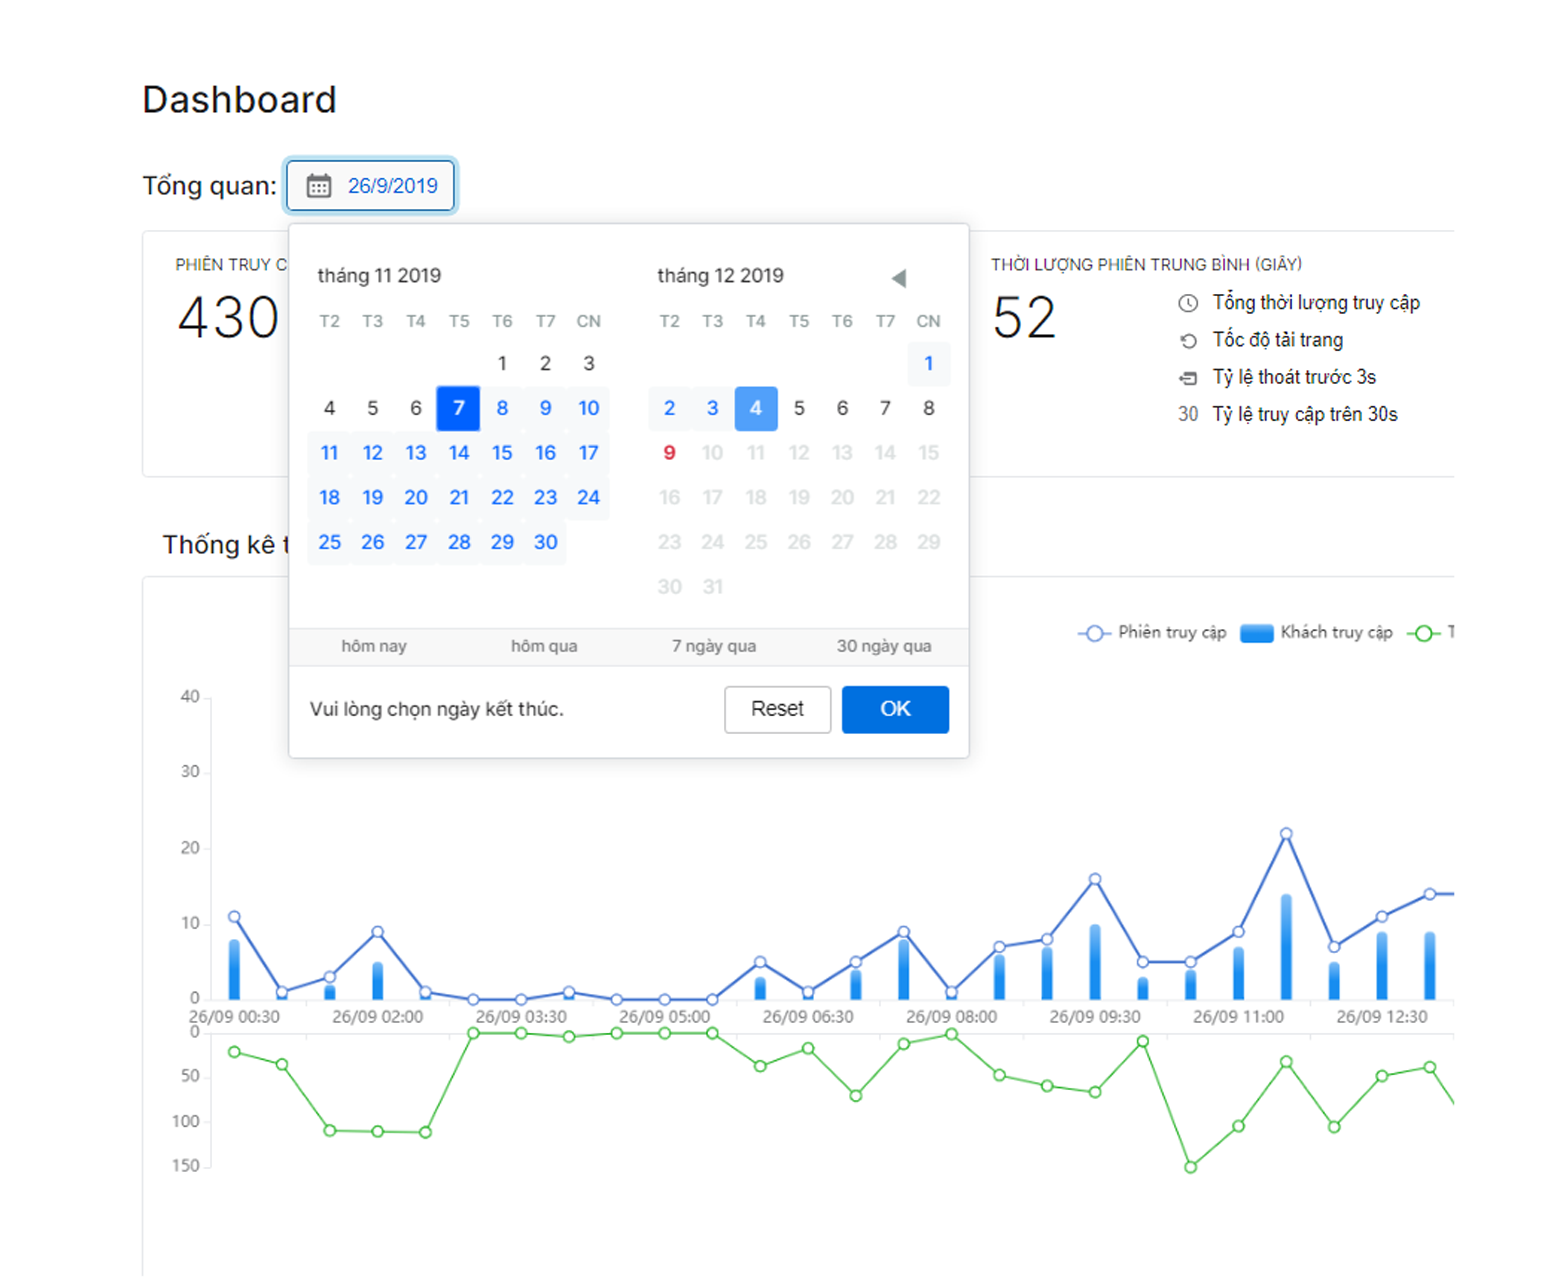 Dashboard
Tổng quan: 26/9/2019
PHIÊN TRUY C
430
tháng 11 2019
T2 T3 T4 T5 T6 T7 CN
1 2 3
4 5 6 7 8 9 10
11 12 13 14 15 16 17
18 19 20 21 22 23 24
25 26 27 28 29 30
tháng 12 2019
T2 T3 T4 T5 T6 T7 CN
1
2 3 4 5 6 7 8
9 10 11 12 13 14 15
16 17 18 19 20 21 22
23 24 25 26 27 28 29
30 31
hôm nay hôm qua 7 ngày qua 30 ngày qua
Vui lòng chọn ngày kết thúc. Reset OK
THỜI LƯỢNG PHIÊN TRUNG BÌNH (GIÂY)
52
Tổng thời lượng truy cập
Tốc độ tải trang
Tỷ lệ thoát trước 3s
30 Tỷ lệ truy cập trên 30s
Thống kê t
Phiên truy cập Khách truy cập T
40
30
20
10
0
26/09 00:30 26/09 02:00 26/09 03:30 26/09 05:00 26/09 06:30 26/09 08:00 26/09 09:30 26/09 11:00 26/09 12:30
0
50
100
150